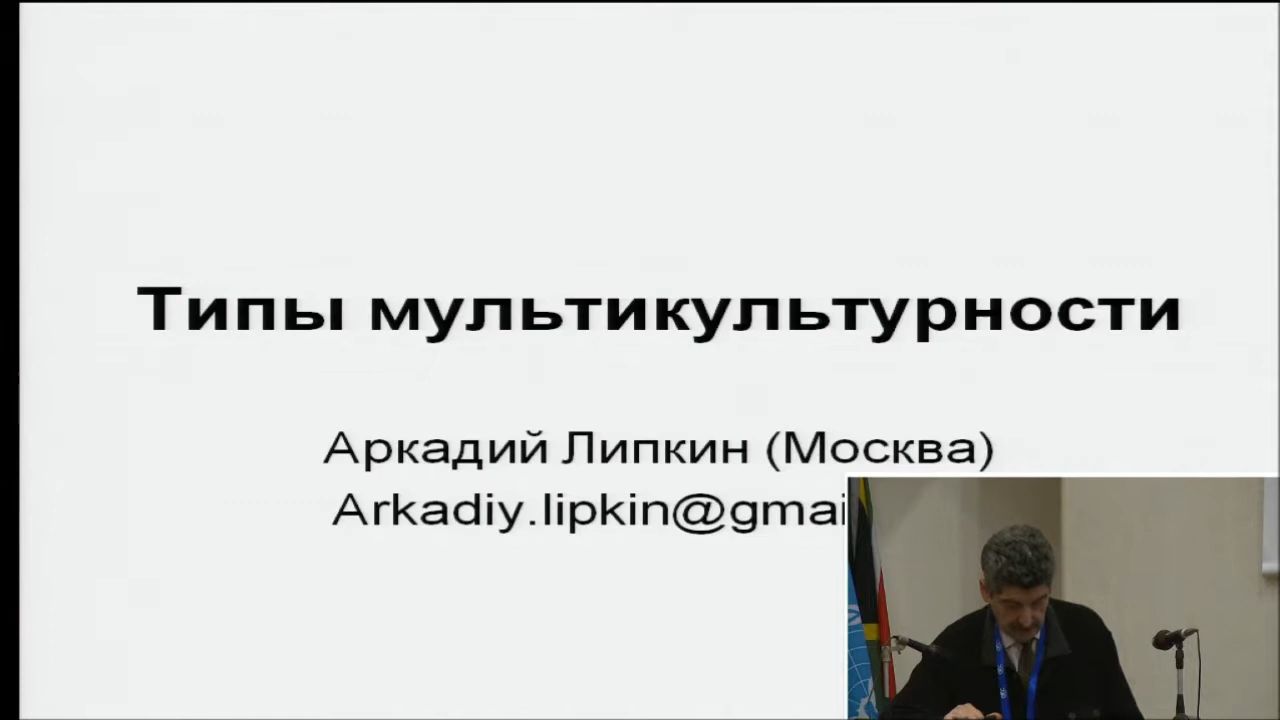 Типы мультикультурности
Аркадий Липкин (Москва)
Arkadiy.lipkin@gmai